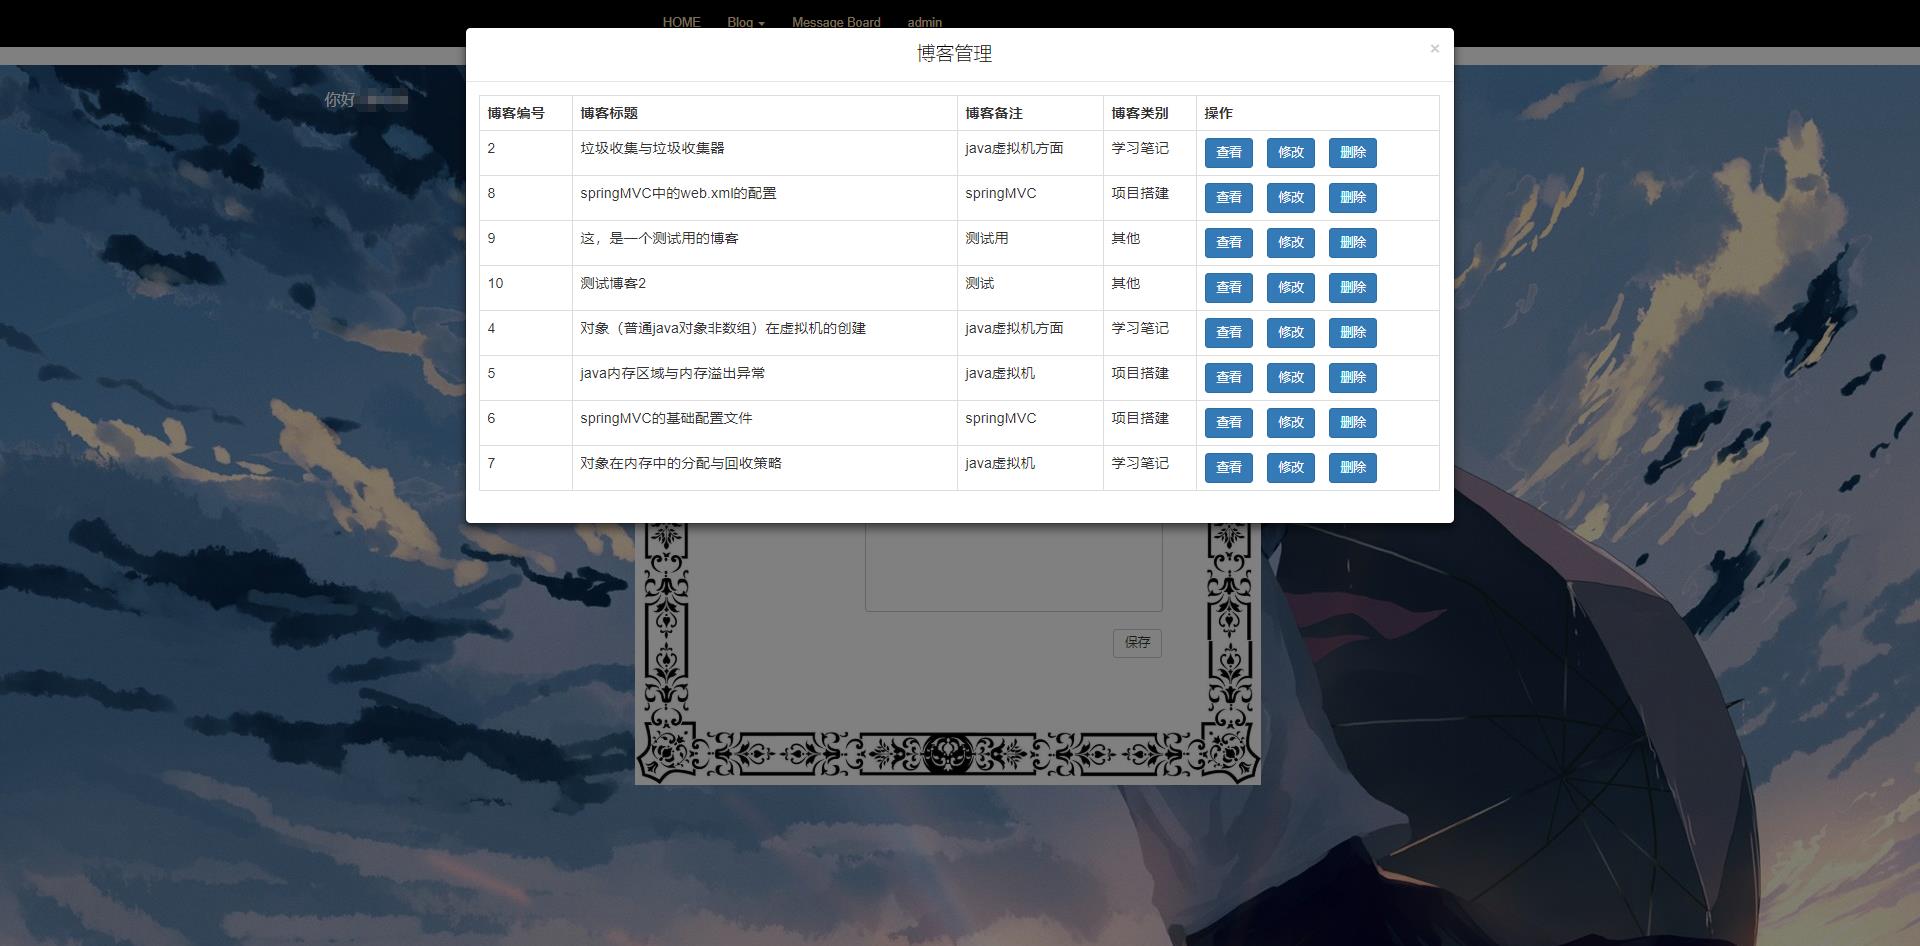 HOME Blog Message Board admin
博客管理 ×
你好
博客编号 博客标题 博客备注 博客类别 操作
2 垃圾收集与垃圾收集器 java虚拟机方面 学习笔记 查看 修改 删除
8 springMVC中的web.xml的配置 springMVC 项目搭建 查看 修改 删除
9 这，是一个测试用的博客 测试用 其他 查看 修改 删除
10 测试博客2 测试 其他 查看 修改 删除
4 对象（普通java对象非数组）在虚拟机的创建 java虚拟机方面 学习笔记 查看 修改 删除
5 java内存区域与内存溢出异常 java虚拟机 项目搭建 查看 修改 删除
6 springMVC的基础配置文件 springMVC 项目搭建 查看 修改 删除
7 对象在内存中的分配与回收策略 java虚拟机 学习笔记 查看 修改 删除
保存